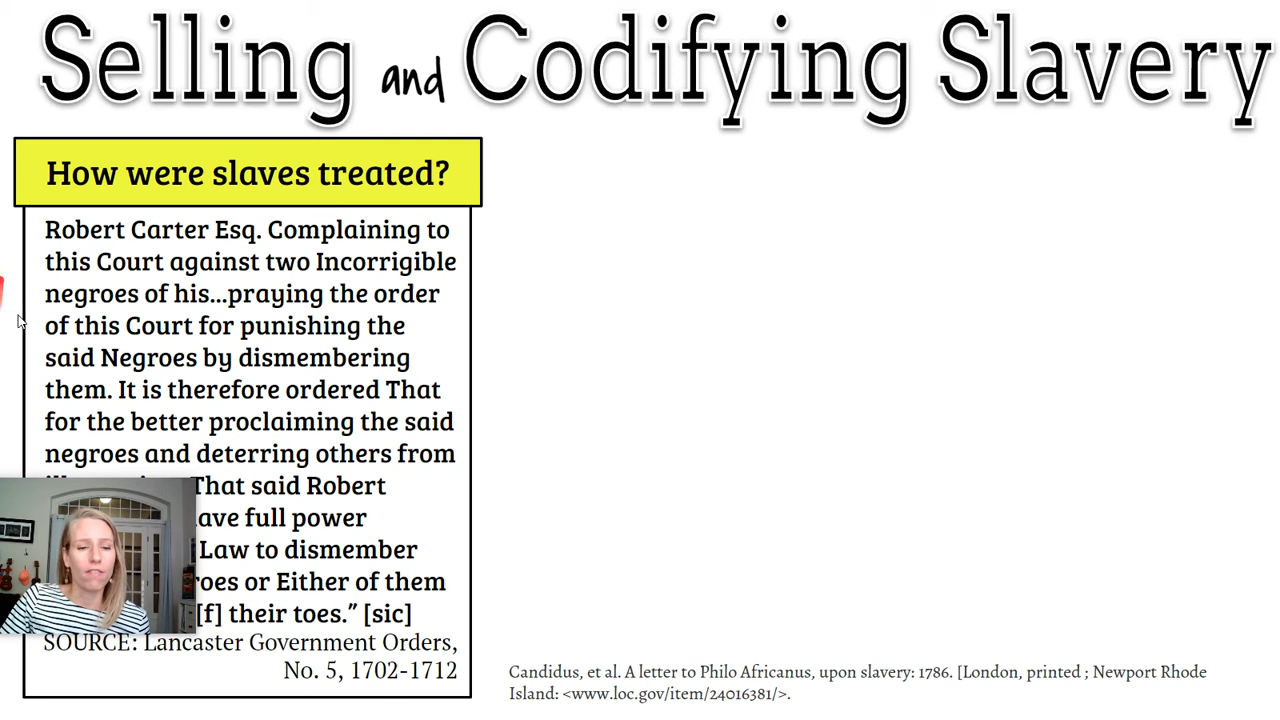 Selling and Codifying Slavery
How were slaves treated?
Robert Carter Esq. Complaining to
this Court against two Incorrigible
negroes of his...praying the order
of this Court for punishing the
said Negroes by dismembering
them. It is therefore ordered That
for the better proclaiming the said
negroes and deterring others from
That said Robert
full power
Law to dismember
or Either of them
[f] their toes.” [sic]
SOURCE: Lancaster Government Orders,
No. 5, 1702-1712
Candidus, et al. A letter to Philo Africanus, upon slavery: 1786. [London, printed ; Newport Rhode
Island: <www.loc.gov/item/24016381/>.